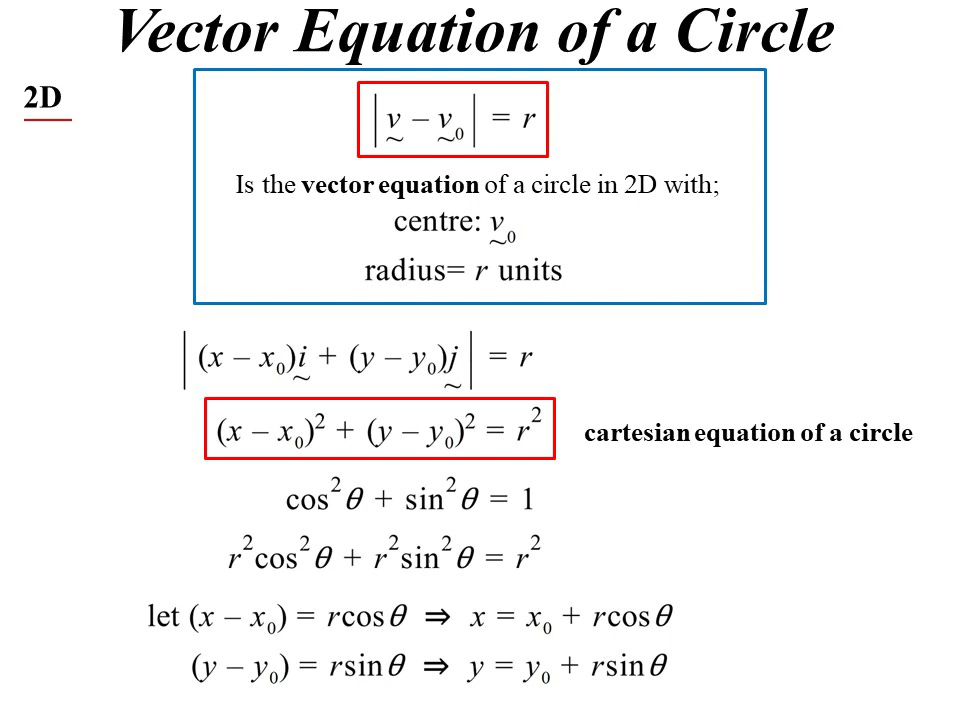 Vector Equation of a Circle
2D
|v̰ – v̰₀| = r
Is the vector equation of a circle in 2D with;
centre: v̰₀
radius= r units
|(x – x₀)ḭ + (y – y₀)j̰| = r
(x – x₀)² + (y – y₀)² = r² cartesian equation of a circle
cos²θ + sin²θ = 1
r²cos²θ + r²sin²θ = r²
let (x – x₀) = rcosθ ⇒ x = x₀ + rcosθ
(y – y₀) = rsinθ ⇒ y = y₀ + rsinθ